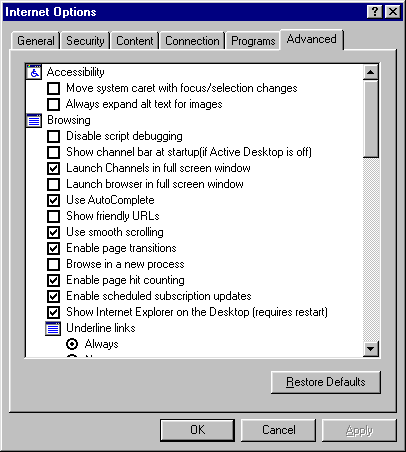 Internet Options
General Security Content Connection Programs Advanced
Accessibility
Move system caret with focus/selection changes
Always expand alt text for images
Browsing
Disable script debugging
Show channel bar at startup(if Active Desktop is off)
Launch Channels in full screen window
Launch browser in full screen window
Use AutoComplete
Show friendly URLs
Use smooth scrolling
Enable page transitions
Browse in a new process
Enable page hit counting
Enable scheduled subscription updates
Show Internet Explorer on the Desktop (requires restart)
Underline links
Always
Restore Defaults
OK Cancel Apply